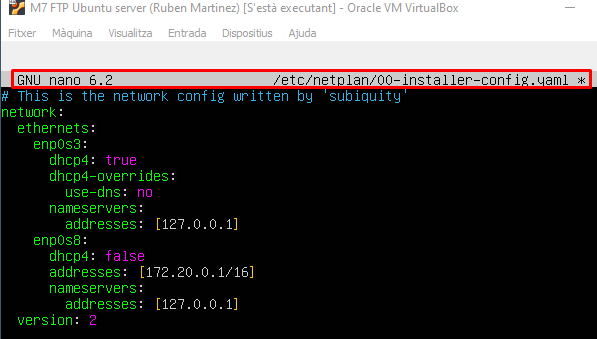 M7 FTP Ubuntu server (Ruben Martinez) [S'està executant] - Oracle VM VirtualBox
Fitxer Màquina Visualitza Entrada Dispositius Ajuda
GNU nano 6.2 /etc/netplan/00-installer-config.yaml *
# This is the network config written by 'subiquity'
network:
  ethernets:
    enp0s3:
      dhcp4: true
      dhcp4-overrides:
        use-dns: no
      nameservers:
        addresses: [127.0.0.1]
    enp0s8:
      dhcp4: false
      addresses: [172.20.0.1/16]
      nameservers:
        addresses: [127.0.0.1]
  version: 2